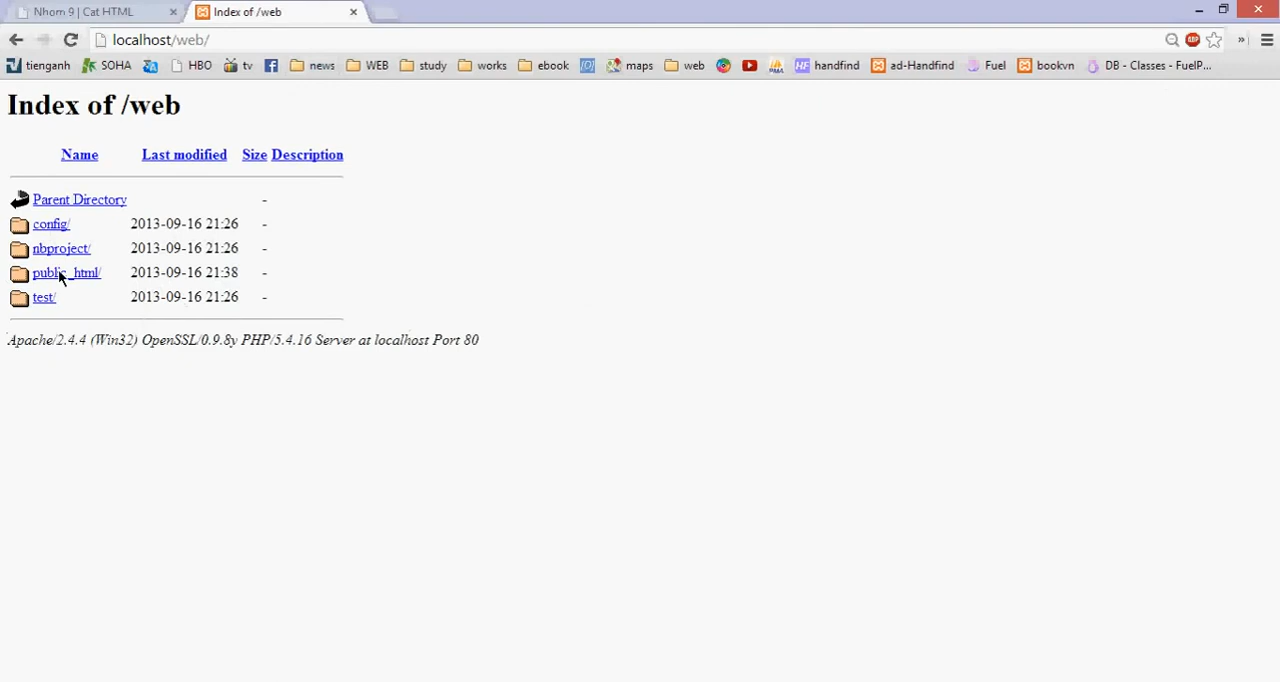 Nhom 9 | Cat HTML
Index of /web
localhost/web/
tienganh SOHA HBO tv news WEB study works ebook maps web handfind ad-Handfind Fuel bookvn DB - Classes - FuelP...
Index of /web
Name Last modified Size Description
Parent Directory -
config/ 2013-09-16 21:26 -
nbproject/ 2013-09-16 21:26 -
public_html/ 2013-09-16 21:38 -
test/ 2013-09-16 21:26 -
Apache/2.4.4 (Win32) OpenSSL/0.9.8y PHP/5.4.16 Server at localhost Port 80